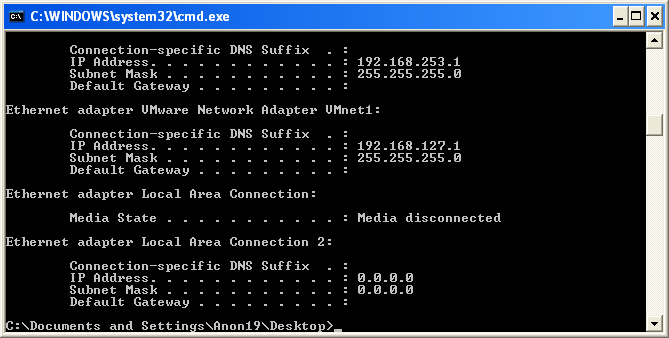 C:\WINDOWS\system32\cmd.exe
Connection-specific DNS Suffix  . :
IP Address. . . . . . . . . . . . : 192.168.253.1
Subnet Mask . . . . . . . . . . . : 255.255.255.0
Default Gateway . . . . . . . . . :
Ethernet adapter VMware Network Adapter VMnet1:
Connection-specific DNS Suffix  . :
IP Address. . . . . . . . . . . . : 192.168.127.1
Subnet Mask . . . . . . . . . . . : 255.255.255.0
Default Gateway . . . . . . . . . :
Ethernet adapter Local Area Connection:
Media State . . . . . . . . . . . : Media disconnected
Ethernet adapter Local Area Connection 2:
Connection-specific DNS Suffix  . :
IP Address. . . . . . . . . . . . : 0.0.0.0
Subnet Mask . . . . . . . . . . . : 0.0.0.0
Default Gateway . . . . . . . . . :
C:\Documents and Settings\Anon19\Desktop>_